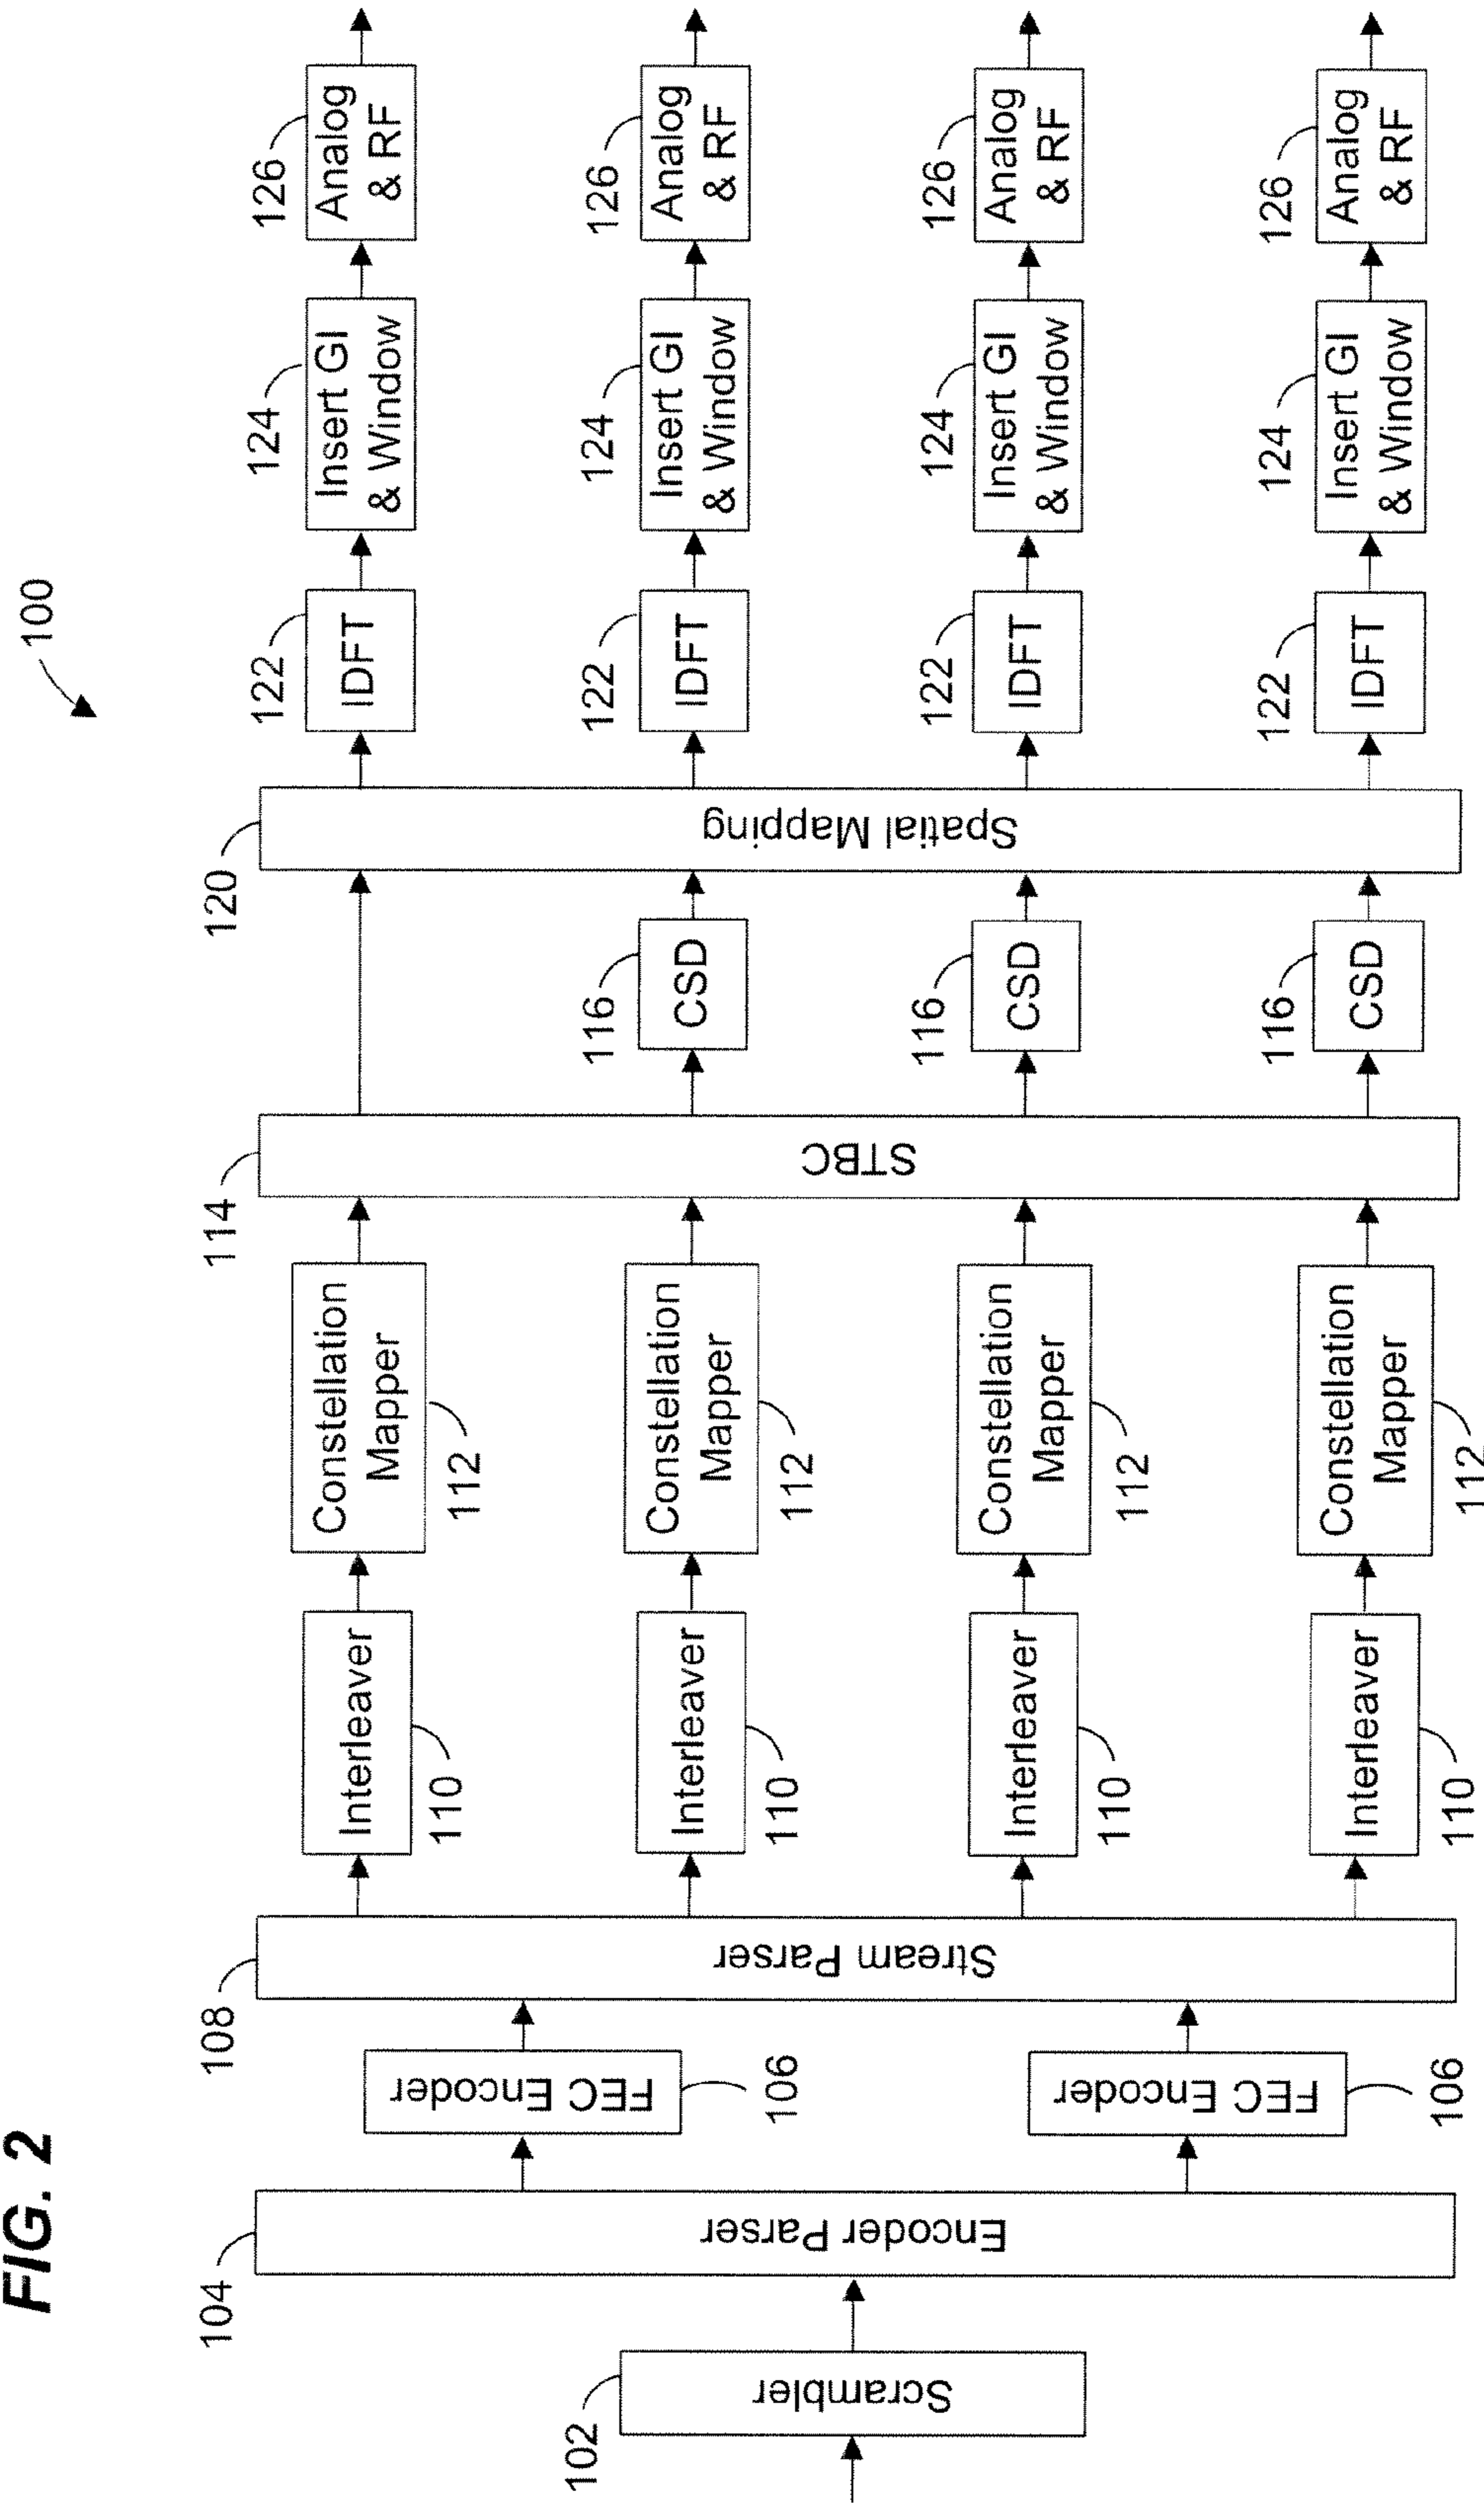 FIG. 2
100
102
Scrambler
104
Encoder Parser
FEC Encoder
106
FEC Encoder
106
108
Stream Parser
Interleaver
110
Interleaver
110
Interleaver
110
Interleaver
110
Constellation
Mapper
112
Constellation
Mapper
112
Constellation
Mapper
112
Constellation
Mapper
112
114
STBC
116
CSD
116
CSD
116
CSD
120
Spatial Mapping
122
IDFT
122
IDFT
122
IDFT
122
IDFT
124
Insert GI
& Window
124
Insert GI
& Window
124
Insert GI
& Window
124
Insert GI
& Window
126
Analog
& RF
126
Analog
& RF
126
Analog
& RF
126
Analog
& RF